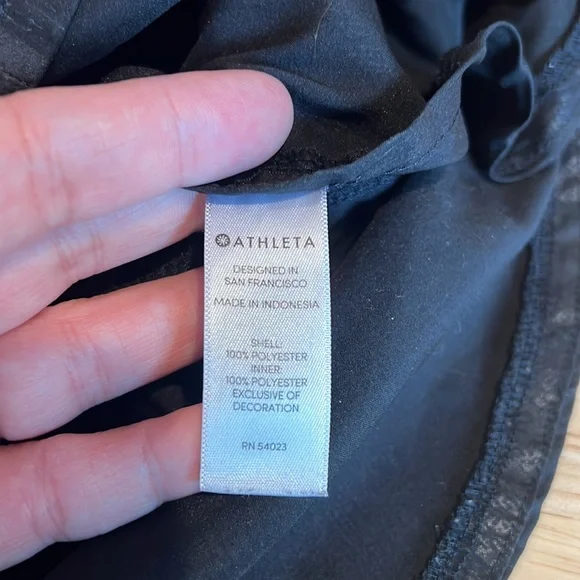 ATHLETA
DESIGNED IN
SAN FRANCISCO
MADE IN INDONESIA
SHELL:
100% POLYESTER
INNER:
100% POLYESTER
EXCLUSIVE OF
DECORATION
RN 54023